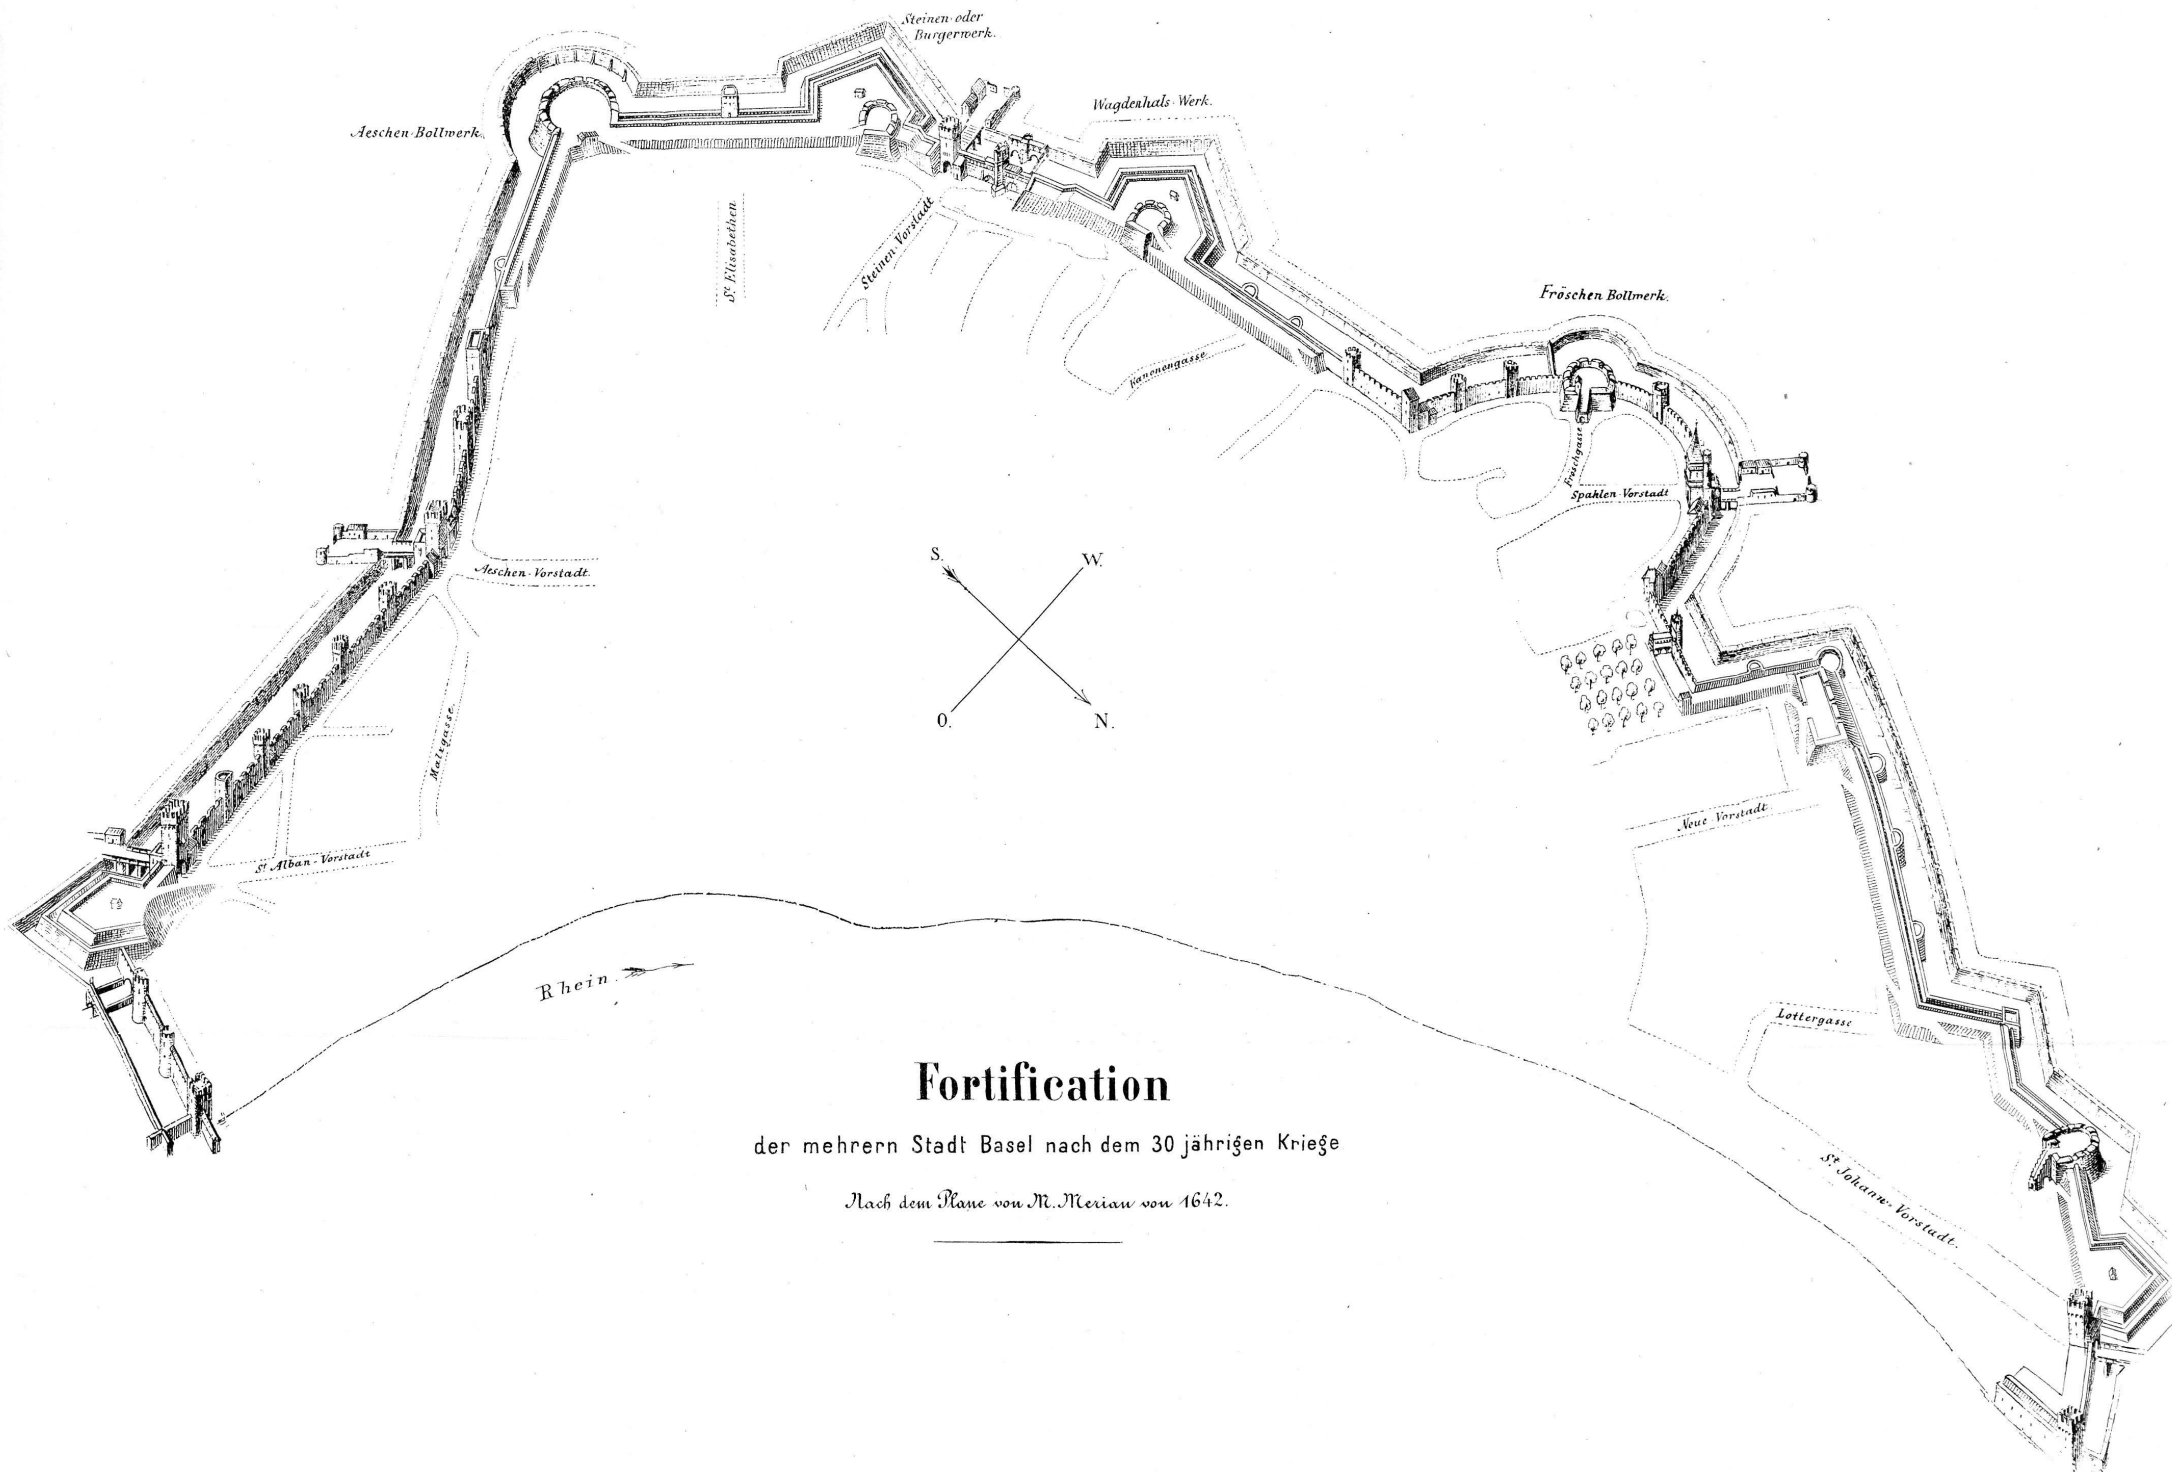 Steinen- oder
Burgerwerk.
Wagdenhals-Werk.
Aeschen-Bollwerk.
St Elisabethen
Steinen-Vorstadt
Kanonengasse
Fröschen Bollwerk.
Fröschgasse
Spahlen-Vorstadt
Aeschen-Vorstadt.
S.
W.
O.
N.
Malzgasse.
Neue Vorstadt
St Alban-Vorstadt
Rhein.
Lottergasse
St Johann-Vorstadt.
Fortification
der mehrern Stadt Basel nach dem 30 jährigen Kriege
Nach dem Plane von M. Merian von 1642.